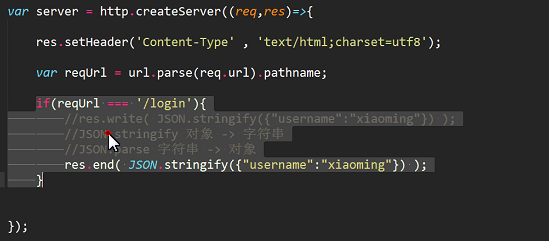 var server = http.createServer((req,res)=>{
res.setHeader('Content-Type' , 'text/html;charset=utf8');
var reqUrl = url.parse(req.url).pathname;
if(reqUrl === '/login'){
//res.write( JSON.stringify({"username":"xiaoming"}) );
//JSON.stringify 对象 -> 字符串
//JSON.parse 字符串 -> 对象
res.end( JSON.stringify({"username":"xiaoming"}) );
}
});